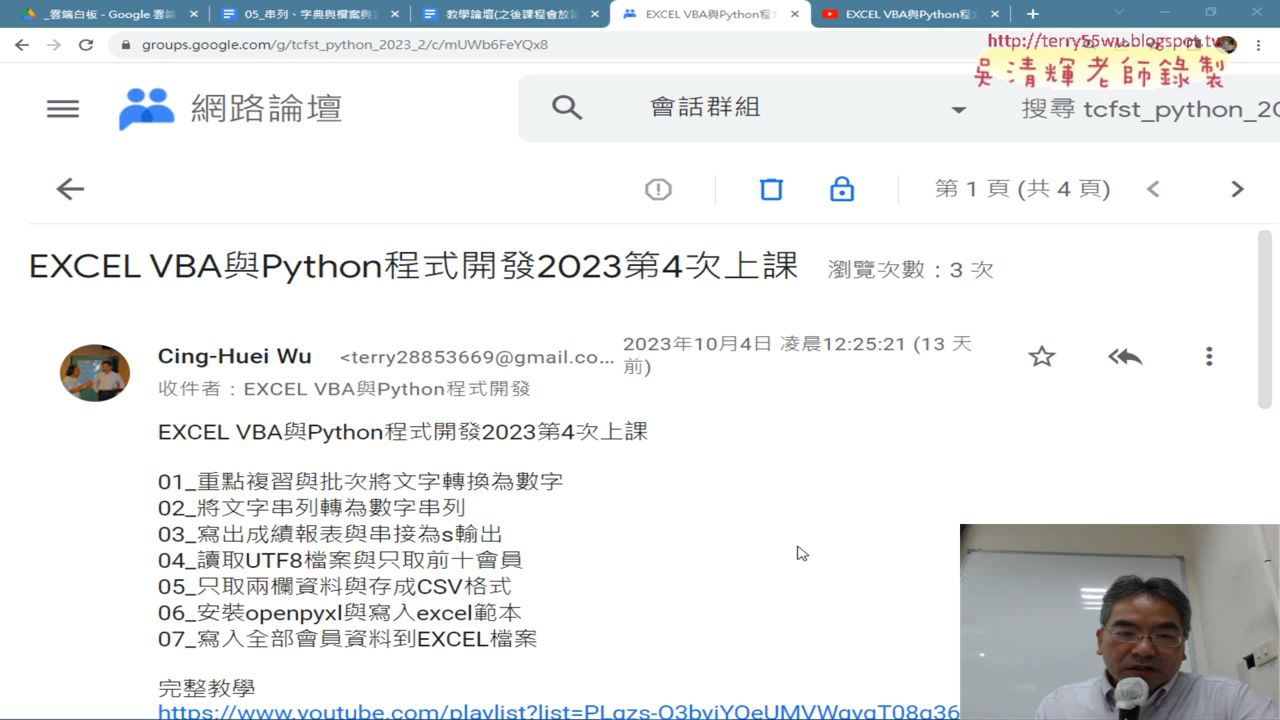 _雲端白板 - Google 雲端
05_串列、字典與檔案與
教學論壇(之後課程會放
EXCEL VBA與Python程
EXCEL VBA與Python程式
groups.google.com/g/tcfst_python_2023_2/c/mUWb6FeYQx8
http://terry55wu.blogspot.tw
吳清輝老師錄製
網路論壇
會話群組
搜尋 tcfst_python_20
第 1 頁 (共 4 頁)
EXCEL VBA與Python程式開發2023第4次上課
瀏覽次數：3 次
Cing-Huei Wu <terry28853669@gmail.co...
2023年10月4日 凌晨12:25:21 (13 天前)
收件者：EXCEL VBA與Python程式開發
EXCEL VBA與Python程式開發2023第4次上課
01_重點複習與批次將文字轉換為數字
02_將文字串列轉為數字串列
03_寫出成績報表與串接為s輸出
04_讀取UTF8檔案與只取前十會員
05_只取兩欄資料與存成CSV格式
06_安裝openpyxl與寫入excel範本
07_寫入全部會員資料到EXCEL檔案
完整教學